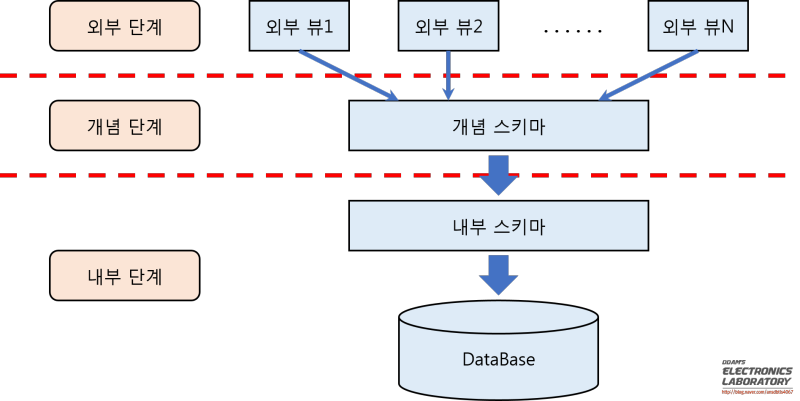 외부 단계
외부 뷰1
외부 뷰2
......
외부 뷰N
개념 단계
개념 스키마
내부 스키마
내부 단계
DataBase
DDAM'S
ELECTRONICS
LABORATORY